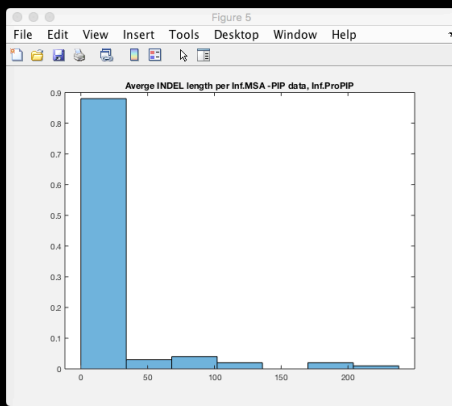 Figure 5
File Edit View Insert Tools Desktop Window Help
Averge INDEL length per Inf.MSA -PIP data, Inf.ProPIP
0.9
0.8
0.7
0.6
0.5
0.4
0.3
0.2
0.1
0
0 50 100 150 200